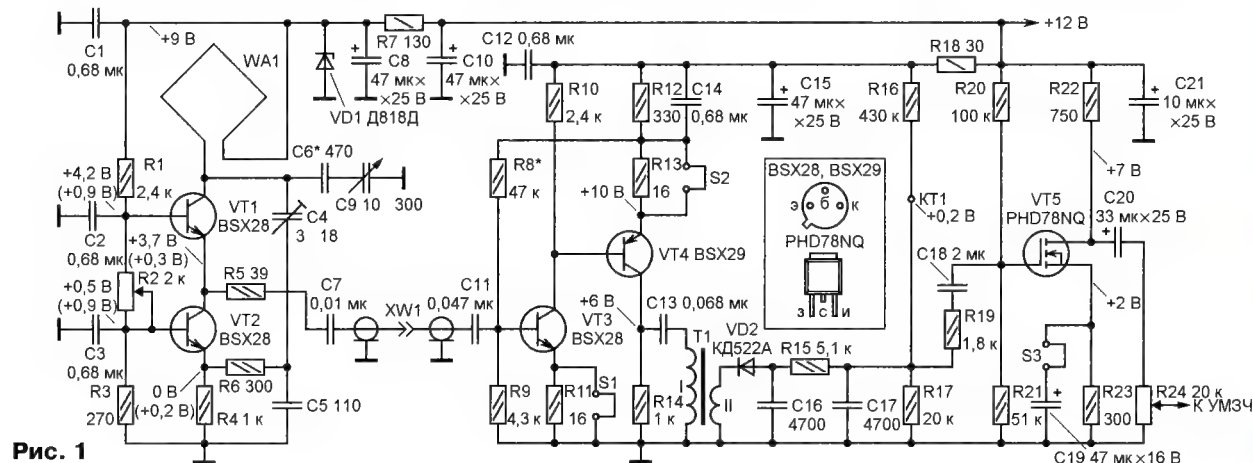 C1
0,68 мк
+9 В
WA1
R7 130
+
C8
47 мк×
×25 В
+
C10
47 мк×
×25 В
VD1 Д818Д
C12 0,68 мк
+12 В
R18 30
R10
2,4 к
R12
330
C14
0,68 мк
+
C15
47 мк×
×25 В
R16
430 к
R20
100 к
R22
750
+
C21
10 мк×
×25 В
+4,2 В
(+0,9 В)
R1
2,4 к
C6* 470
C9 10
300
R8*
47 к
R13
16
S2
+10 В
BSX28, BSX29
э
б
к
PHD78NQ
з
с
и
КТ1
+0,2 В
+7 В
C20
33 мк×25 В
+
VT5
PHD78NQ
C2
0,68 мк
VT1
BSX28
C4
3
18
+3,7 В
(+0,3 В)
VT4 BSX29
C18 2 мк
+2 В
R2 2 к
R5 39
C7
0,01 мк
XW1
C11
0,047 мк
+6 В
C13 0,068 мк
R19
1,8 к
+0,5 В
(+0,9 В)
VT2
BSX28
VT3
BSX28
T1
VD2
КД522А
R15 5,1 к
S3
C3
0,68 мк
R6 300
0 В
(+0,2 В)
S1
I
II
R3
270
R4 1 к
C5 110
R9
4,3 к
R11
16
R14
1 к
C16
4700
C17
4700
R17
20 к
R21
51 к
+
R23
300
R24 20 к
К УМЗЧ
C19 47 мк×16 В
Рис. 1